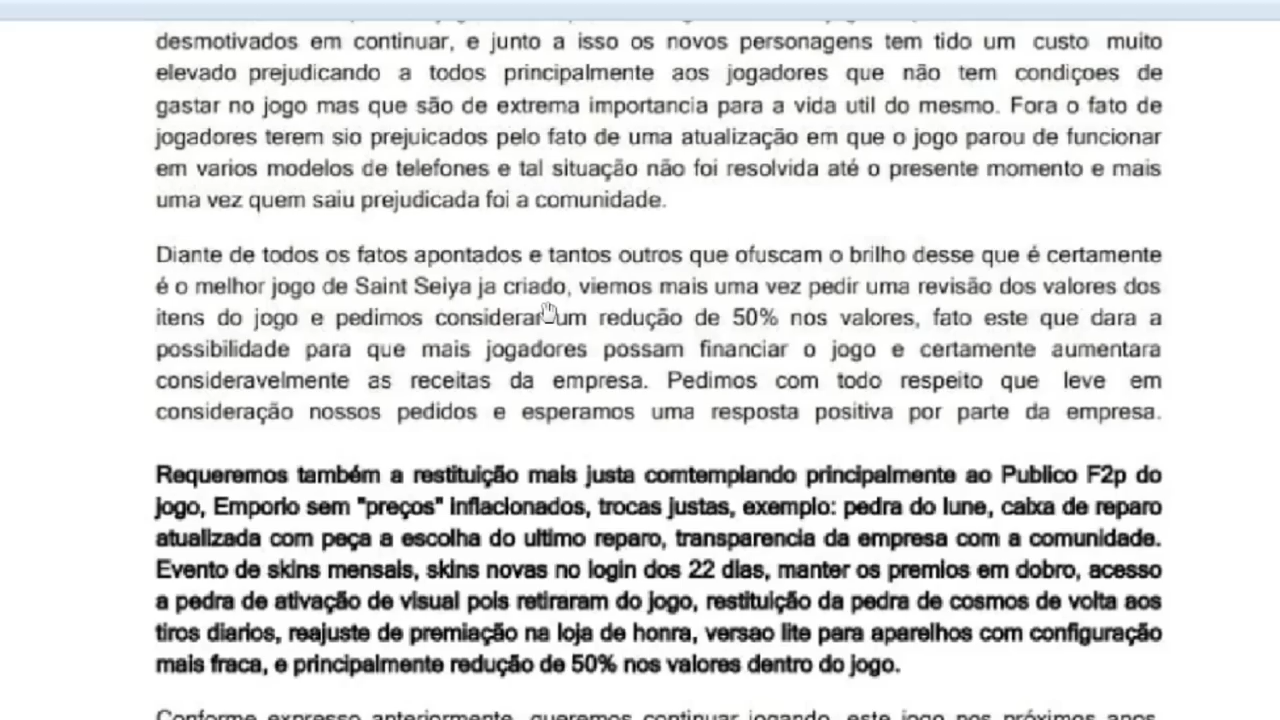 desmotivados em continuar, e junto a isso os novos personagens tem tido um custo muito
elevado prejudicando a todos principalmente aos jogadores que não tem condiçoes de
gastar no jogo mas que são de extrema importancia para a vida util do mesmo. Fora o fato de
jogadores terem sio prejuicados pelo fato de uma atualização em que o jogo parou de funcionar
em varios modelos de telefones e tal situação não foi resolvida até o presente momento e mais
uma vez quem saiu prejudicada foi a comunidade.
Diante de todos os fatos apontados e tantos outros que ofuscam o brilho desse que é certamente
é o melhor jogo de Saint Seiya ja criado, viemos mais uma vez pedir uma revisão dos valores dos
itens do jogo e pedimos considerar um redução de 50% nos valores, fato este que dara a
possibilidade para que mais jogadores possam financiar o jogo e certamente aumentara
consideravelmente as receitas da empresa. Pedimos com todo respeito que leve em
consideração nossos pedidos e esperamos uma resposta positiva por parte da empresa.
Requeremos também a restituição mais justa comtemplando principalmente ao Publico F2p do
jogo, Emporio sem "preços" inflacionados, trocas justas, exemplo: pedra do lune, caixa de reparo
atualizada com peça a escolha do ultimo reparo, transparencia da empresa com a comunidade.
Evento de skins mensais, skins novas no login dos 22 dias, manter os premios em dobro, acesso
a pedra de ativação de visual pois retiraram do jogo, restituição da pedra de cosmos de volta aos
tiros diarios, reajuste de premiação na loja de honra, versao lite para aparelhos com configuração
mais fraca, e principalmente redução de 50% nos valores dentro do jogo.
Conforme expresso anteriormente, queremos continuar jogando este jogo nos próximos anos,